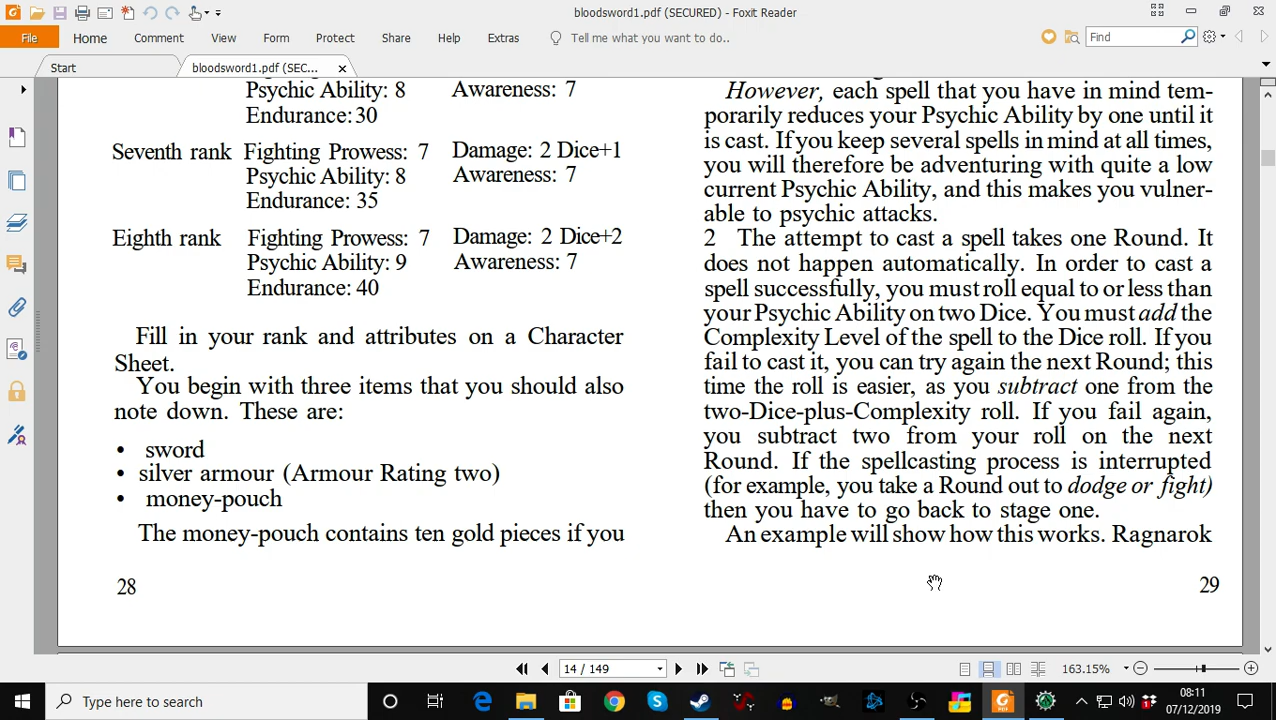 bloodsword1.pdf (SECURED) - Foxit Reader
File Home Comment View Form Protect Share Help Extras Tell me what you want to do.. Find
Start bloodsword1.pdf (SEC...
Psychic Ability: 8 Awareness: 7
Endurance: 30
Seventh rank Fighting Prowess: 7 Damage: 2 Dice+1
Psychic Ability: 8 Awareness: 7
Endurance: 35
Eighth rank Fighting Prowess: 7 Damage: 2 Dice+2
Psychic Ability: 9 Awareness: 7
Endurance: 40
Fill in your rank and attributes on a Character
Sheet.
You begin with three items that you should also
note down. These are:
• sword
• silver armour (Armour Rating two)
• money-pouch
The money-pouch contains ten gold pieces if you
28
However, each spell that you have in mind tem-
porarily reduces your Psychic Ability by one until it
is cast. If you keep several spells in mind at all times,
you will therefore be adventuring with quite a low
current Psychic Ability, and this makes you vulner-
able to psychic attacks.
2 The attempt to cast a spell takes one Round. It
does not happen automatically. In order to cast a
spell successfully, you must roll equal to or less than
your Psychic Ability on two Dice. You must add the
Complexity Level of the spell to the Dice roll. If you
fail to cast it, you can try again the next Round; this
time the roll is easier, as you subtract one from the
two-Dice-plus-Complexity roll. If you fail again,
you subtract two from your roll on the next
Round. If the spellcasting process is interrupted
(for example, you take a Round out to dodge or fight)
then you have to go back to stage one.
An example will show how this works. Ragnarok
29
14 / 149 163.15%
Type here to search 08:11
07/12/2019